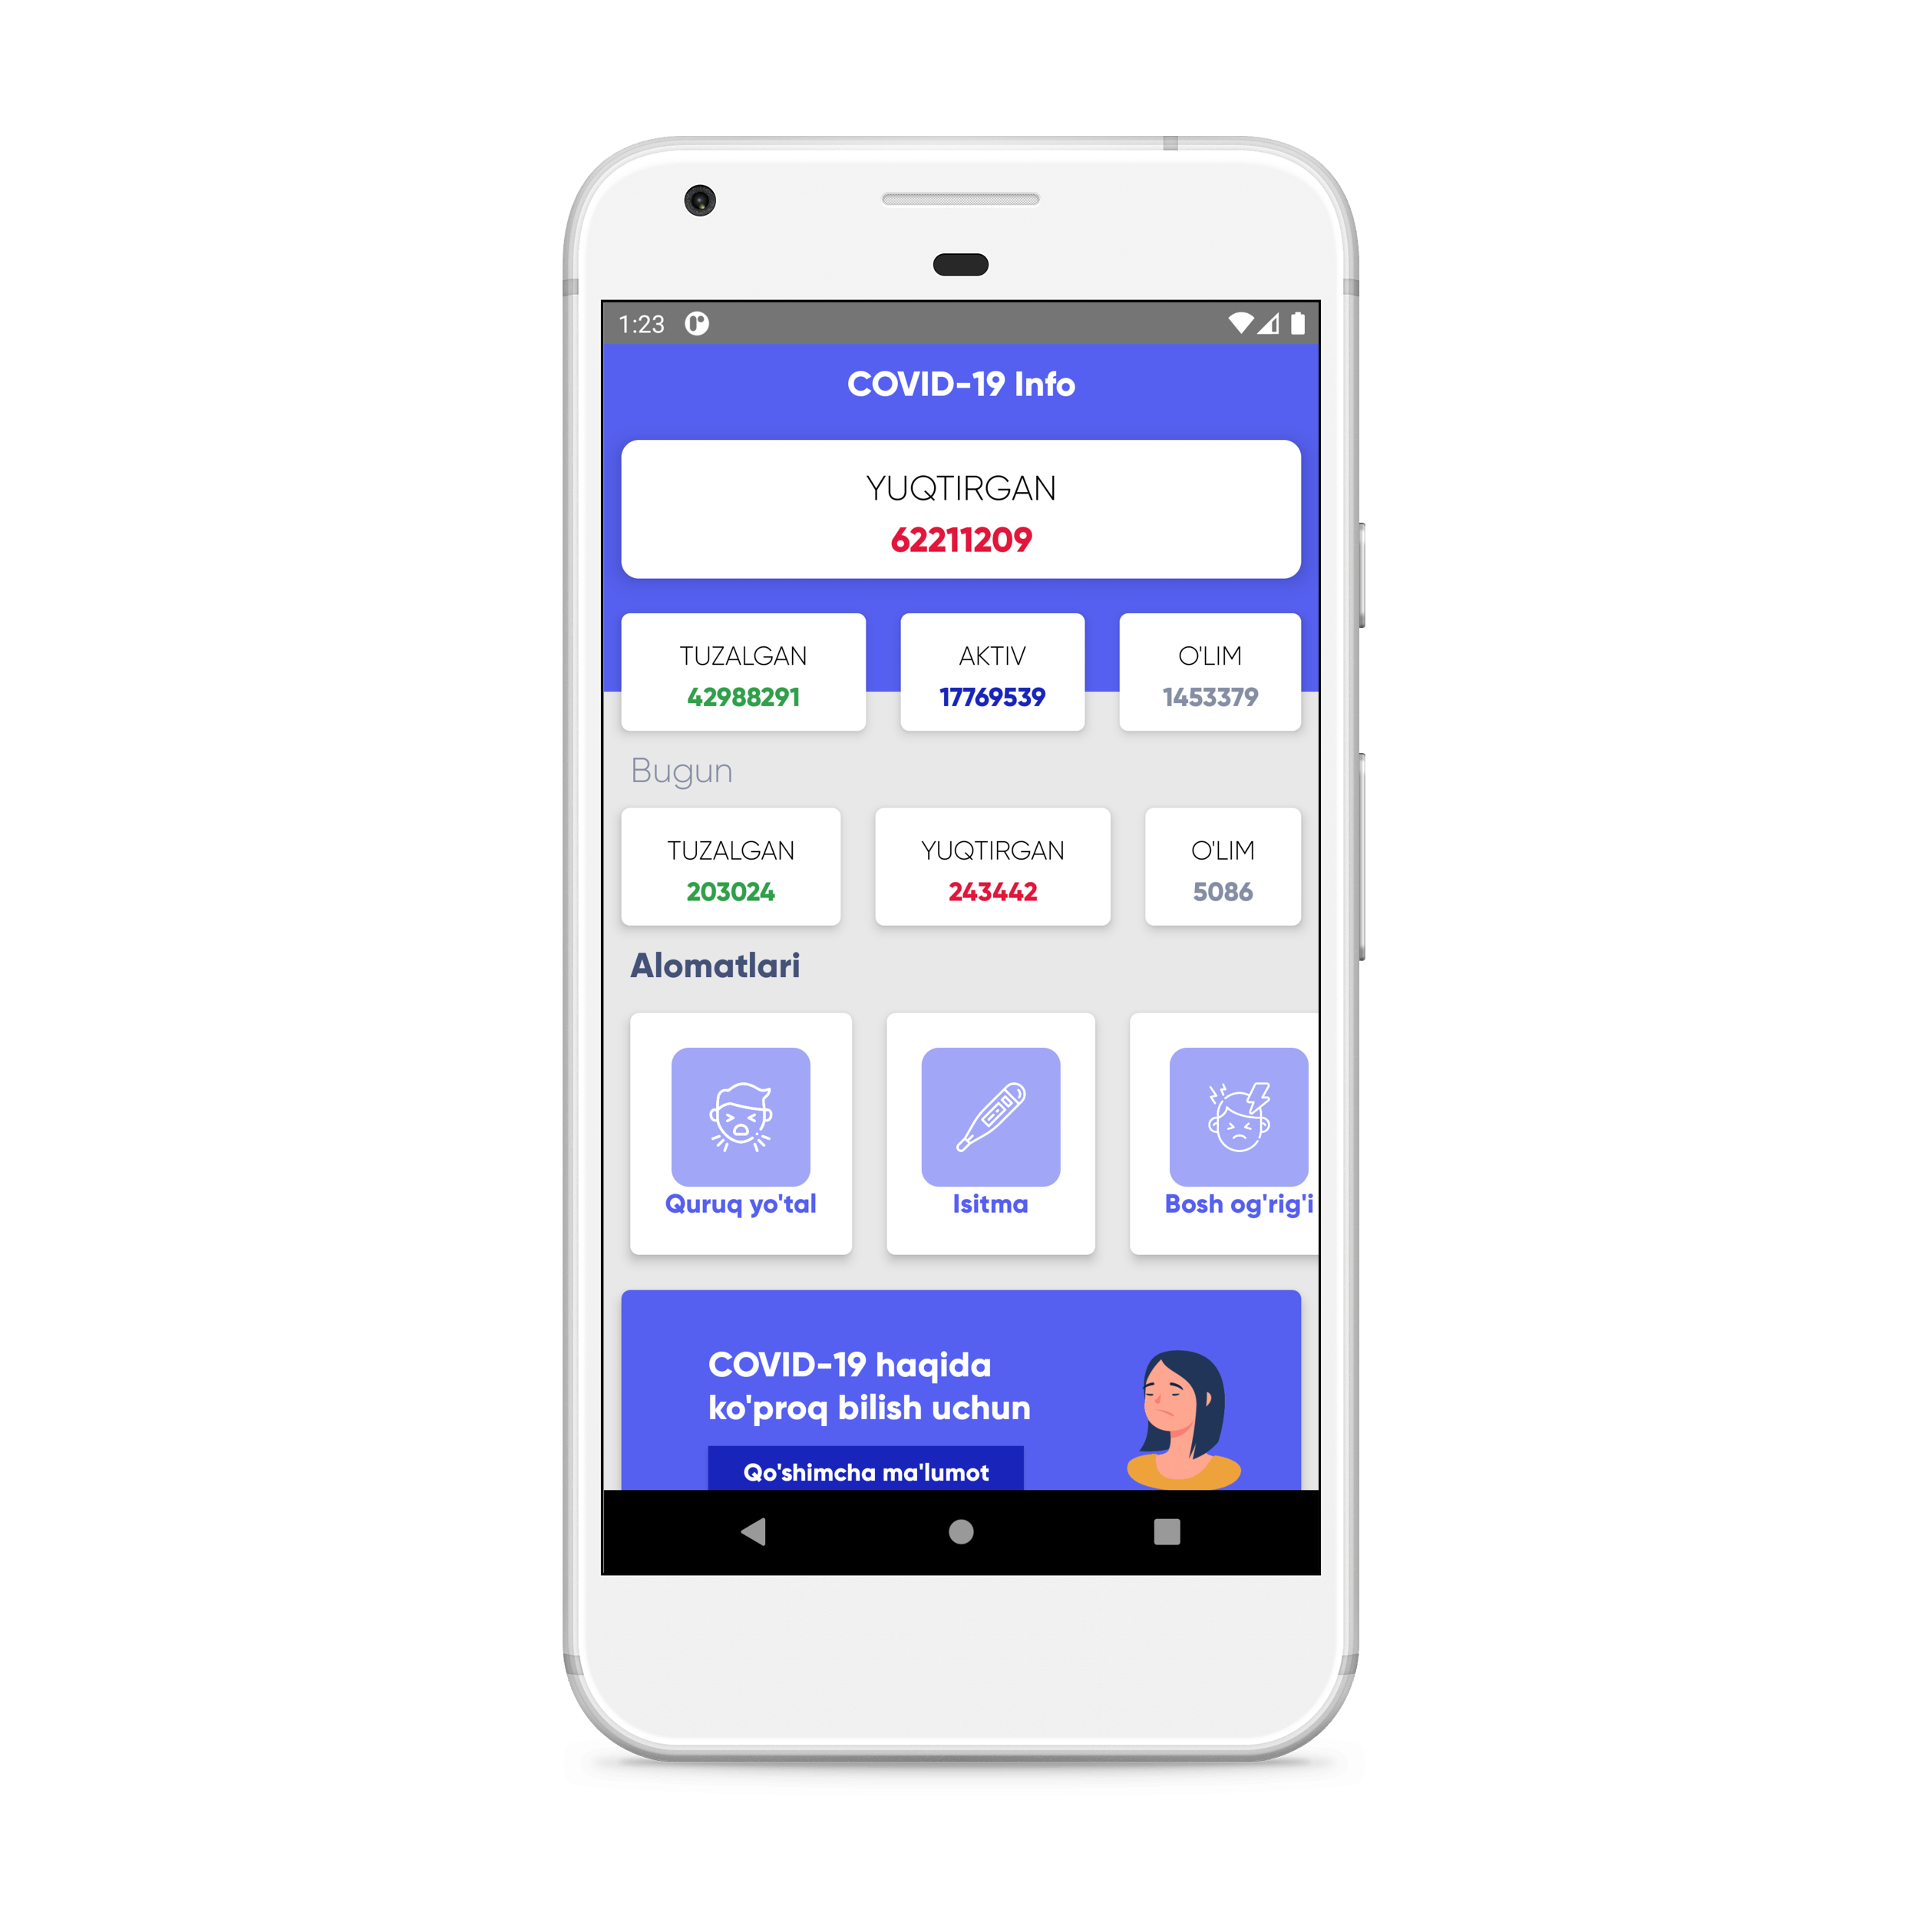 1:23
COVID-19 Info
YUQTIRGAN
62211209
TUZALGAN AKTIV O'LIM
42988291 17769539 1453379
Bugun
TUZALGAN YUQTIRGAN O'LIM
203024 243442 5086
Alomatlari
Quruq yo'tal Isitma Bosh og'rig'i
COVID-19 haqida
ko'proq bilish uchun
Qo'shimcha ma'lumot